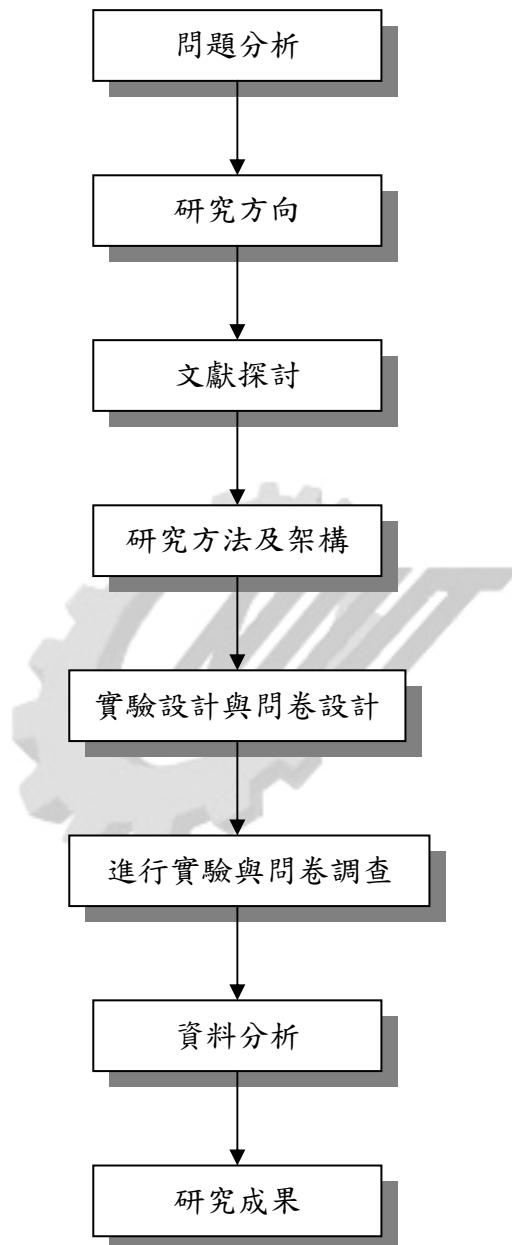 問題分析
研究方向
文獻探討
研究方法及架構
實驗設計與問卷設計
進行實驗與問卷調查
資料分析
研究成果